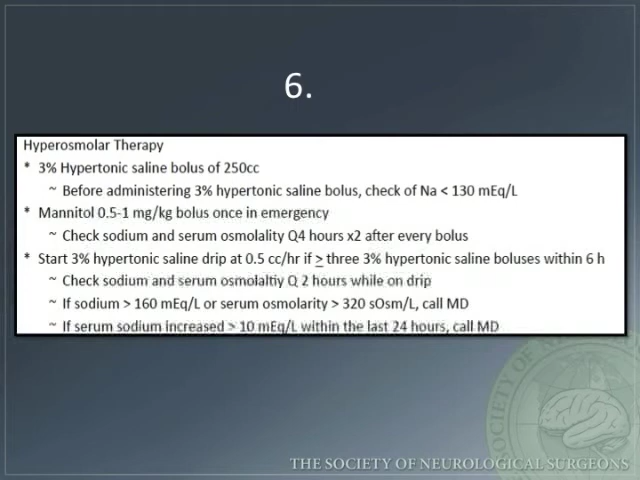 6.
Hyperosmolar Therapy
* 3% Hypertonic saline bolus of 250cc
~ Before administering 3% hypertonic saline bolus, check of Na < 130 mEq/L
* Mannitol 0.5-1 mg/kg bolus once in emergency
~ Check sodium and serum osmolality Q4 hours x2 after every bolus
* Start 3% hypertonic saline drip at 0.5 cc/hr if ≥ three 3% hypertonic saline boluses within 6 h
~ Check sodium and serum osmolaltiy Q 2 hours while on drip
~ If sodium > 160 mEq/L or serum osmolarity > 320 sOsm/L, call MD
~ If serum sodium increased > 10 mEq/L within the last 24 hours, call MD
THE SOCIETY OF NEUROLOGICAL SURGEONS